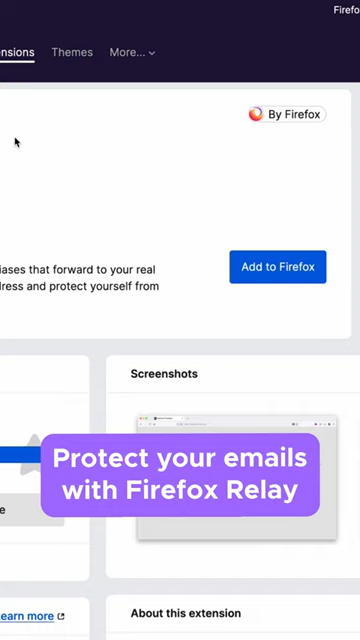 Firefo
ensions Themes More...
By Firefox
iases that forward to your real
dress and protect yourself from
Add to Firefox
Screenshots
Protect your emails
with Firefox Relay
e
earn more
About this extension